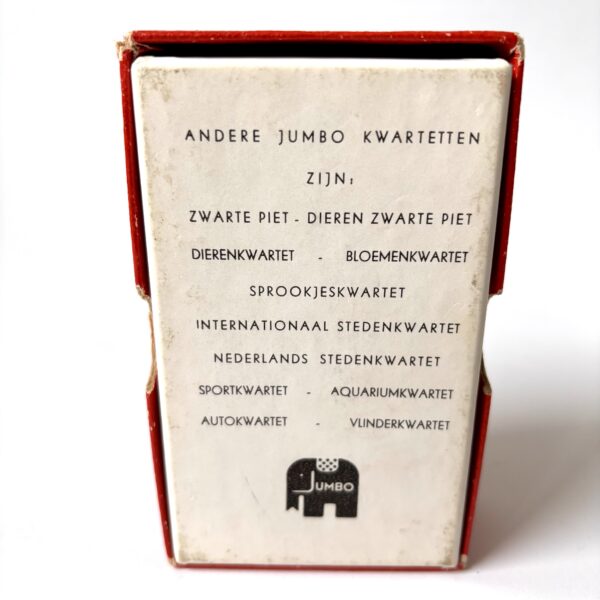 ANDERE JUMBO KWARTETTEN
ZIJN:
ZWARTE PIET - DIEREN ZWARTE PIET
DIERENKWARTET - BLOEMENKWARTET
SPROOKJESKWARTET
INTERNATIONAAL STEDENKWARTET
NEDERLANDS STEDENKWARTET
SPORTKWARTET - AQUARIUMKWARTET
AUTOKWARTET - VLINDERKWARTET
JUMBO